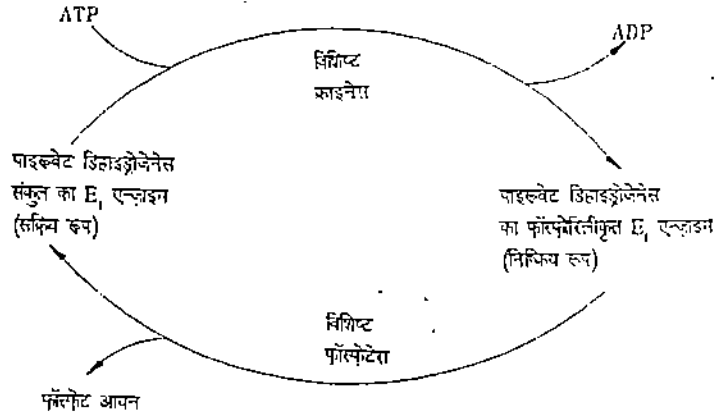 ATP
ADP
विशिष्ट
काइनेस
पाइरूवेट डिहाइड्रोजेनेस
संकुल का E₁ एन्ज़ाइम
(सक्रिय रूप)
पाइरूवेट डिहाइड्रोजेनेस
का फॉस्फोरिलीकृत E₁ एन्ज़ाइम
(निष्क्रिय रूप)
विशिष्ट
फॉस्फेटेस
फॉस्फेट आयन